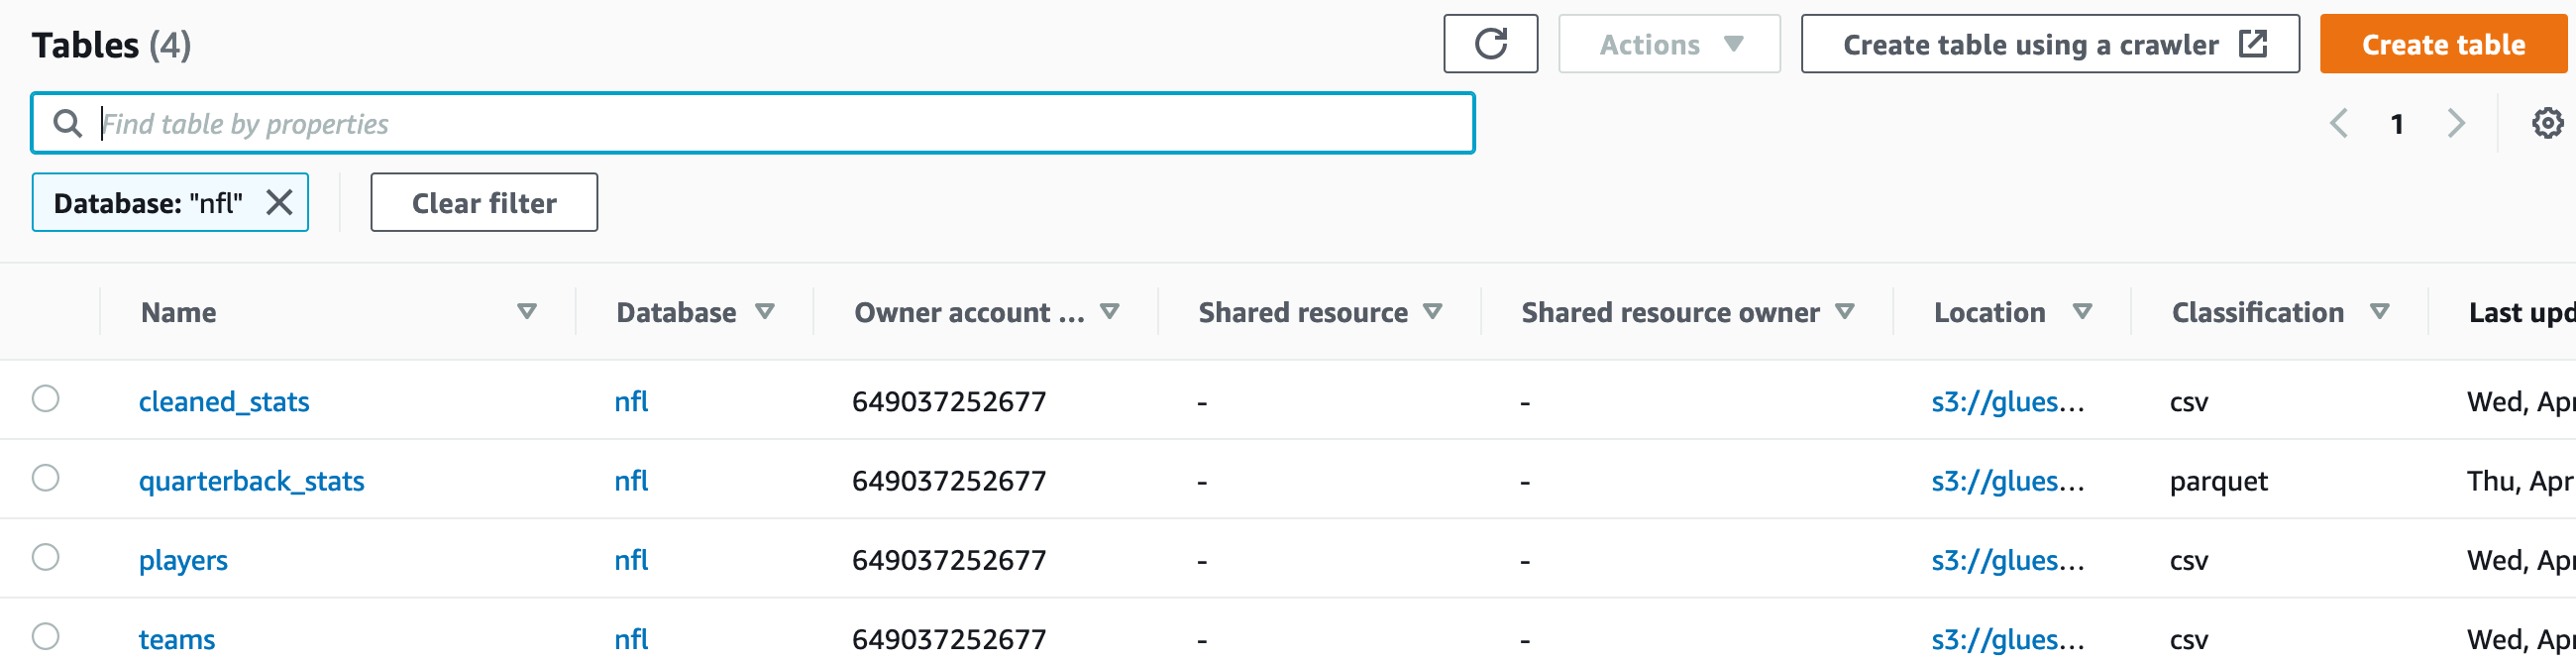 Tables (4)
Actions
Create table using a crawler
Create table
Find table by properties
1
Database: "nfl"
Clear filter
Name Database Owner account ... Shared resource Shared resource owner Location Classification Last upd
cleaned_stats nfl 649037252677 - - s3://glues... csv Wed, Apr
quarterback_stats nfl 649037252677 - - s3://glues... parquet Thu, Apr
players nfl 649037252677 - - s3://glues... csv Wed, Apr
teams nfl 649037252677 - - s3://glues... csv Wed, Apr